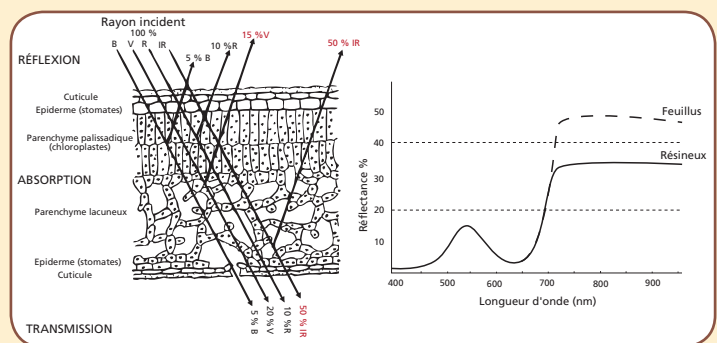 Rayon incident
100 %
B V R IR
5 % B
10 %R
15 %V
50 % IR
RÉFLEXION
Cuticule
Epiderme (stomates)
Parenchyme palissadique
(chloroplastes)
ABSORPTION
Parenchyme lacuneux
Epiderme (stomates)
Cuticule
TRANSMISSION
5 % B
20 % V
10 %R
50 % IR
Réflectance %
50
40
30
20
10
Feuillus
Résineux
400 500 600 700 800 900
Longueur d'onde (nm)